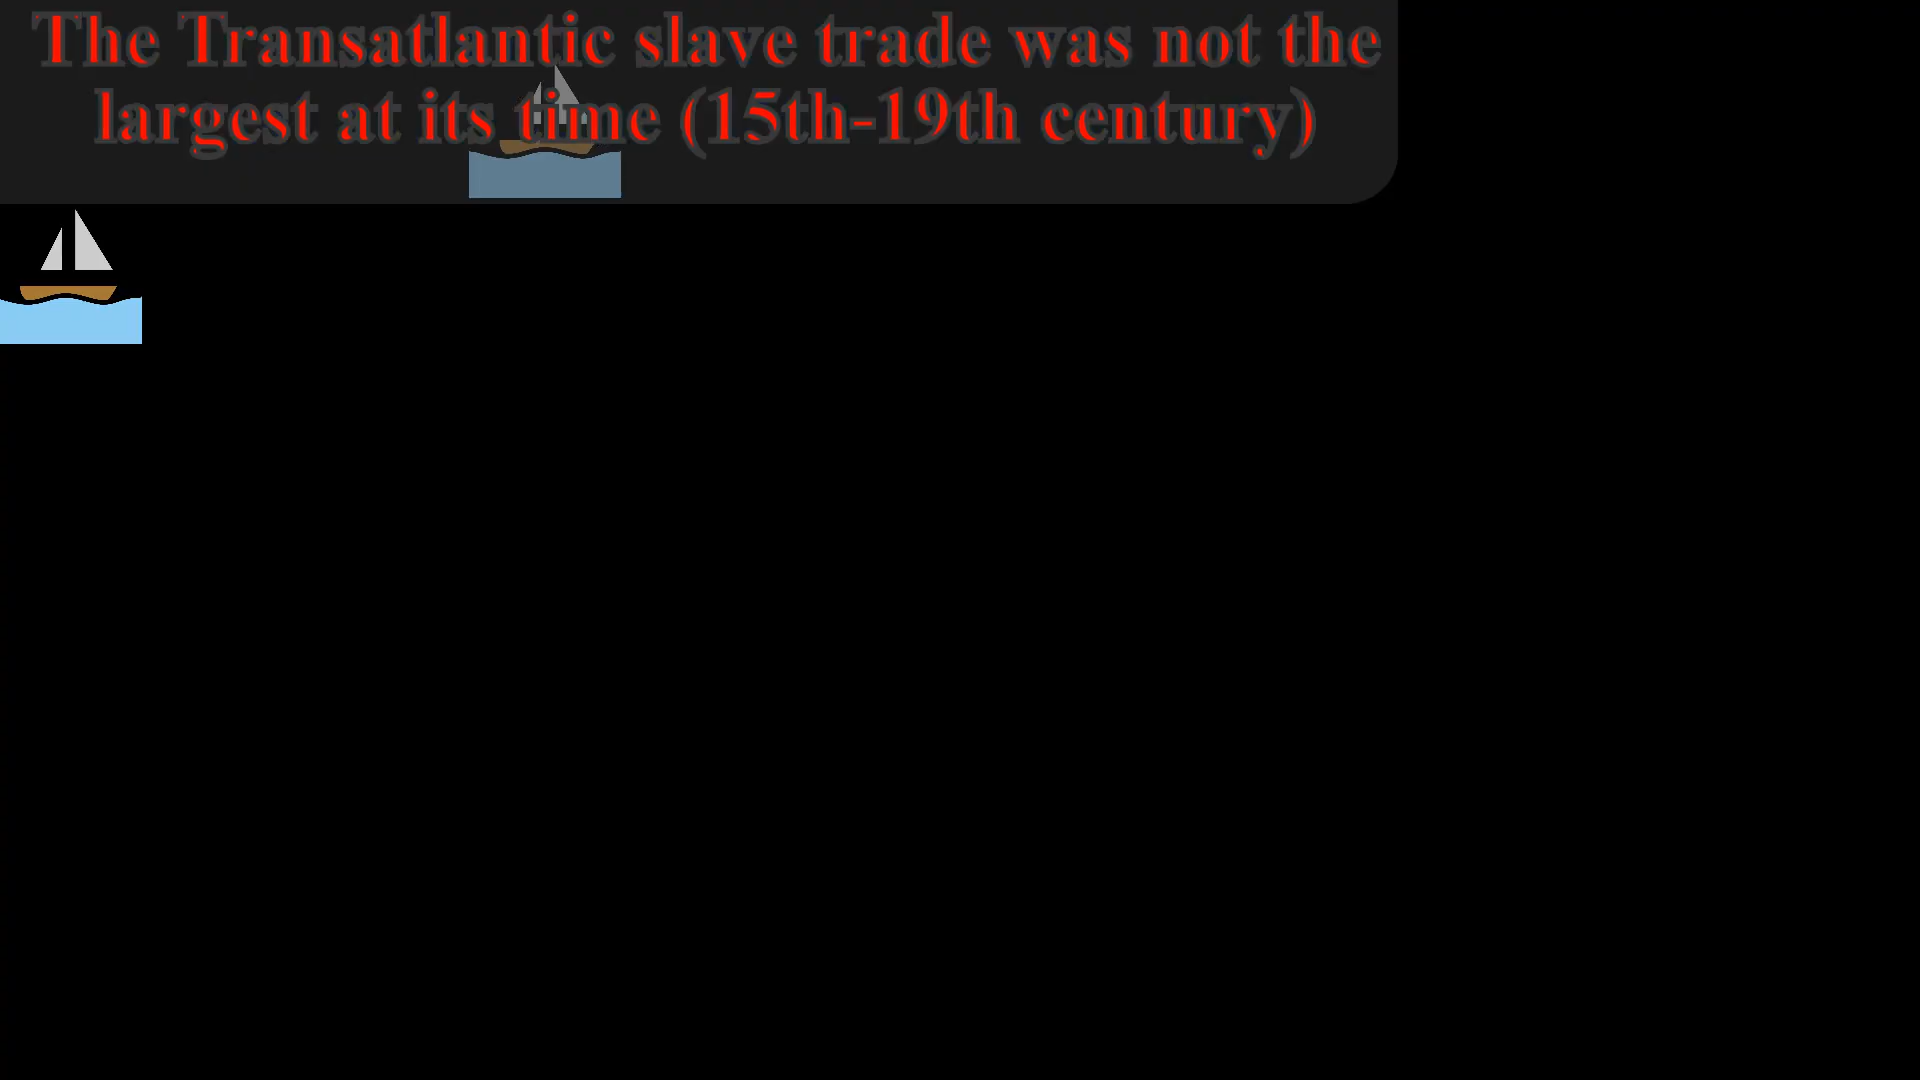 The Transatlantic slave trade was not the
largest at its time (15th-19th century)